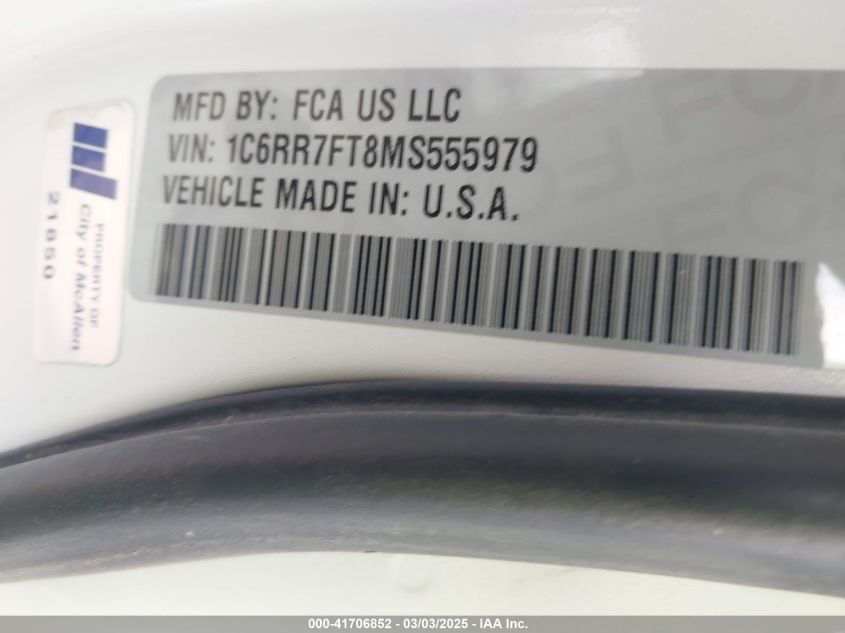 MFD BY: FCA US LLC
VIN: 1C6RR7FT8MS555979
VEHICLE MADE IN: U.S.A.
PROPERTY OF
City of McAllen
21850
000-41706852 — 03/03/2025 — IAA Inc.